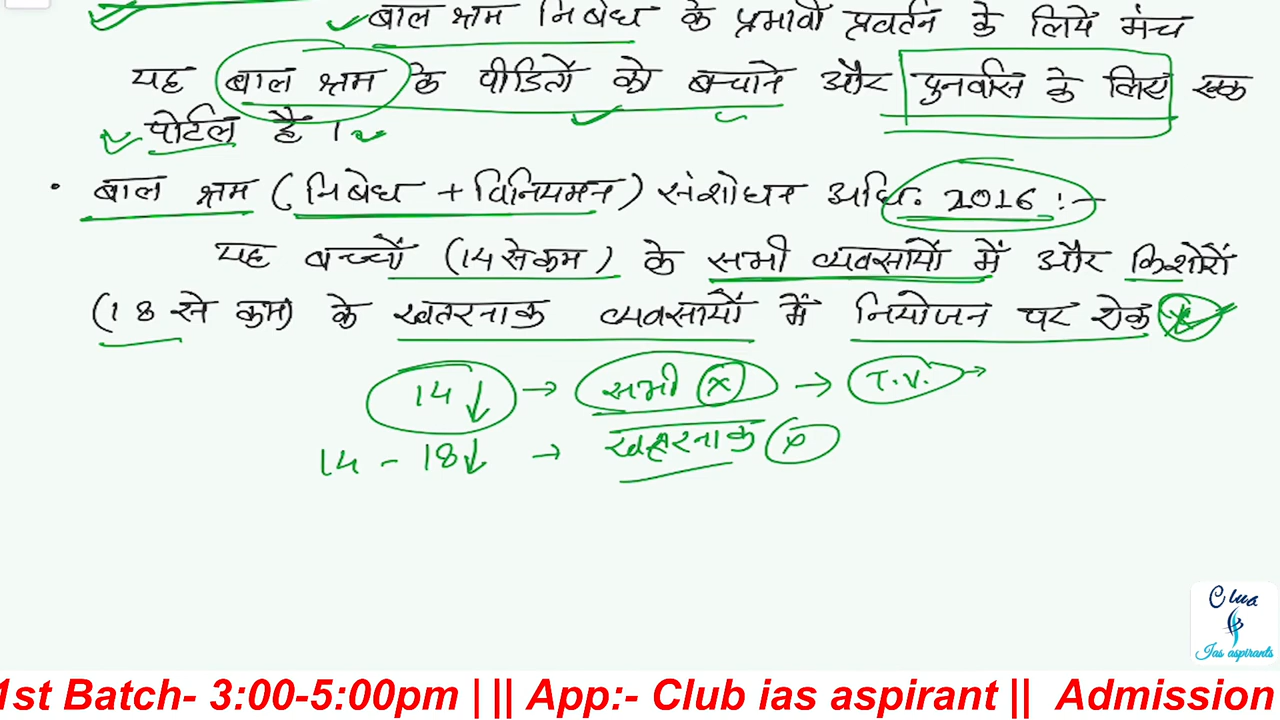 बाल श्रम निबेध के प्रभावी प्रवर्तन के लिये मंच
यह बाल श्रम के पीडितों को बचाने और पुनर्वास के लिए एक
पोर्टल है ।
• बाल श्रम (निबेध + विनियमन) संशोधन अधि. 2016 :-
यह बच्चों (14 से कम) के सभी व्यवसायों में और किशोरों
(18 से कम) के खतरनाक व्यवसायों में नियोजन पर रोक
14 ↓ → सभी x → T.V. →
14 - 18 ↓ → खतरनाक x
Club
Ias aspirants
1st Batch- 3:00-5:00pm | || App:- Club ias aspirant || Admission